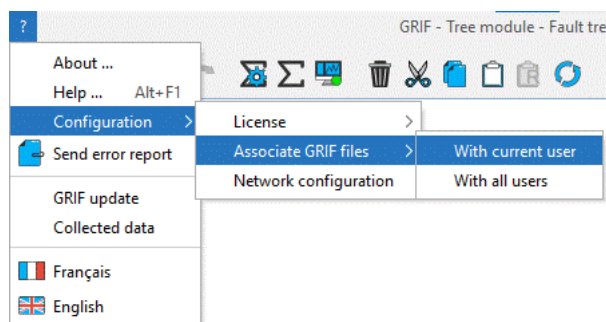 ?
GRIF - Tree module - Fault tre
About ...
Help ... Alt+F1
Configuration
License
Send error report
Associate GRIF files
With current user
Network configuration
With all users
GRIF update
Collected data
Français
English